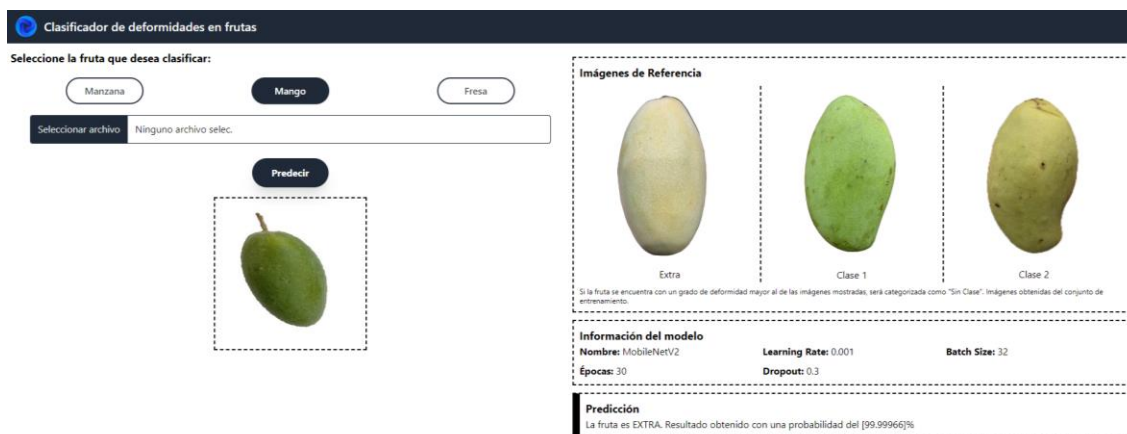 Clasificador de deformidades en frutas
Seleccione la fruta que desea clasificar:
Manzana
Mango
Fresa
Seleccionar archivo
Ninguno archivo selec.
Predecir
Imágenes de Referencia
Extra
Clase 1
Clase 2
Si la fruta se encuentra con un grado de deformidad mayor al de las imágenes mostradas, será categorizada como "Sin Clase". Imágenes obtenidas del conjunto de
entrenamiento.
Información del modelo
Nombre: MobileNetV2
Learning Rate: 0.001
Batch Size: 32
Épocas: 30
Dropout: 0.3
Predicción
La fruta es EXTRA. Resultado obtenido con una probabilidad del [99.99966]%